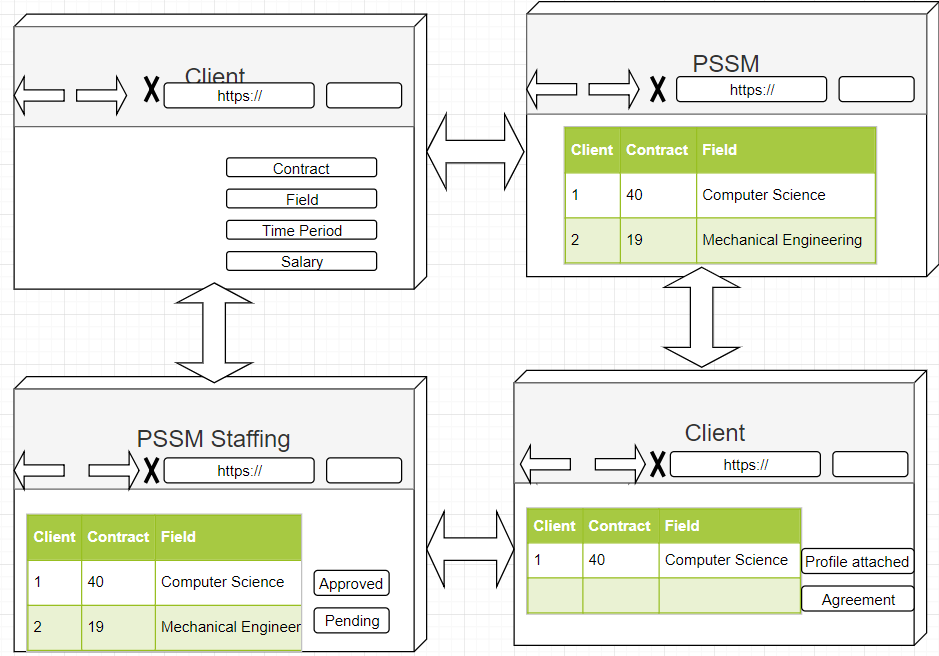 Client
X https://
Contract
Field
Time Period
Salary
PSSM
X https://
Client Contract Field
1 40 Computer Science
2 19 Mechanical Engineering
PSSM Staffing
X https://
Client Contract Field
1 40 Computer Science
Approved
2 19 Mechanical Engineer
Pending
Client
X https://
Client Contract Field
1 40 Computer Science
Profile attached
Agreement